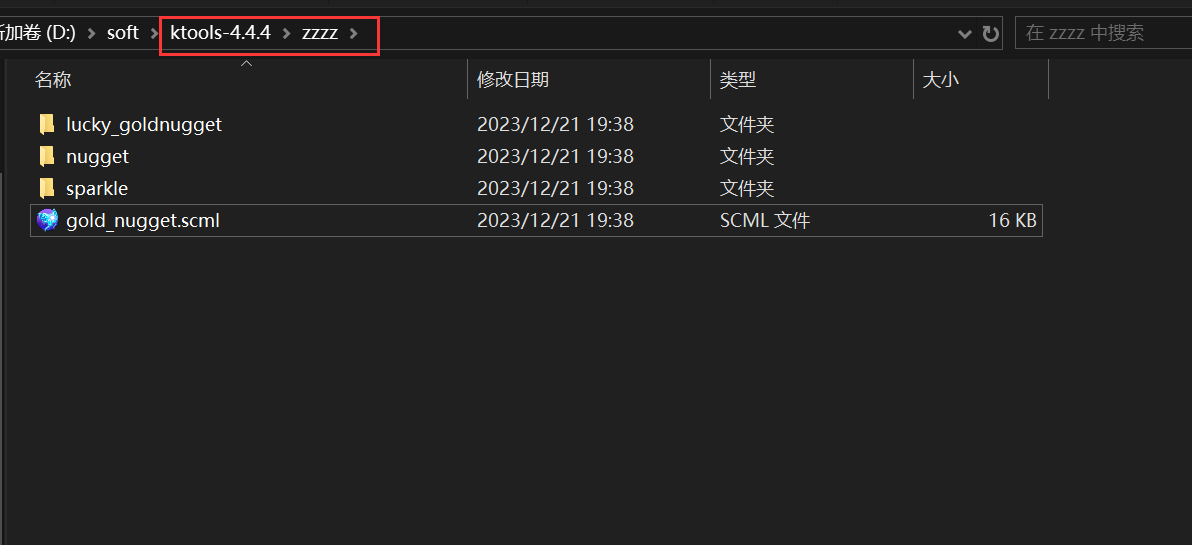 新加卷 (D:) > soft > ktools-4.4.4 > zzzz > 在 zzzz 中搜索
名称 修改日期 类型 大小
lucky_goldnugget 2023/12/21 19:38 文件夹
nugget 2023/12/21 19:38 文件夹
sparkle 2023/12/21 19:38 文件夹
gold_nugget.scml 2023/12/21 19:38 SCML 文件 16 KB